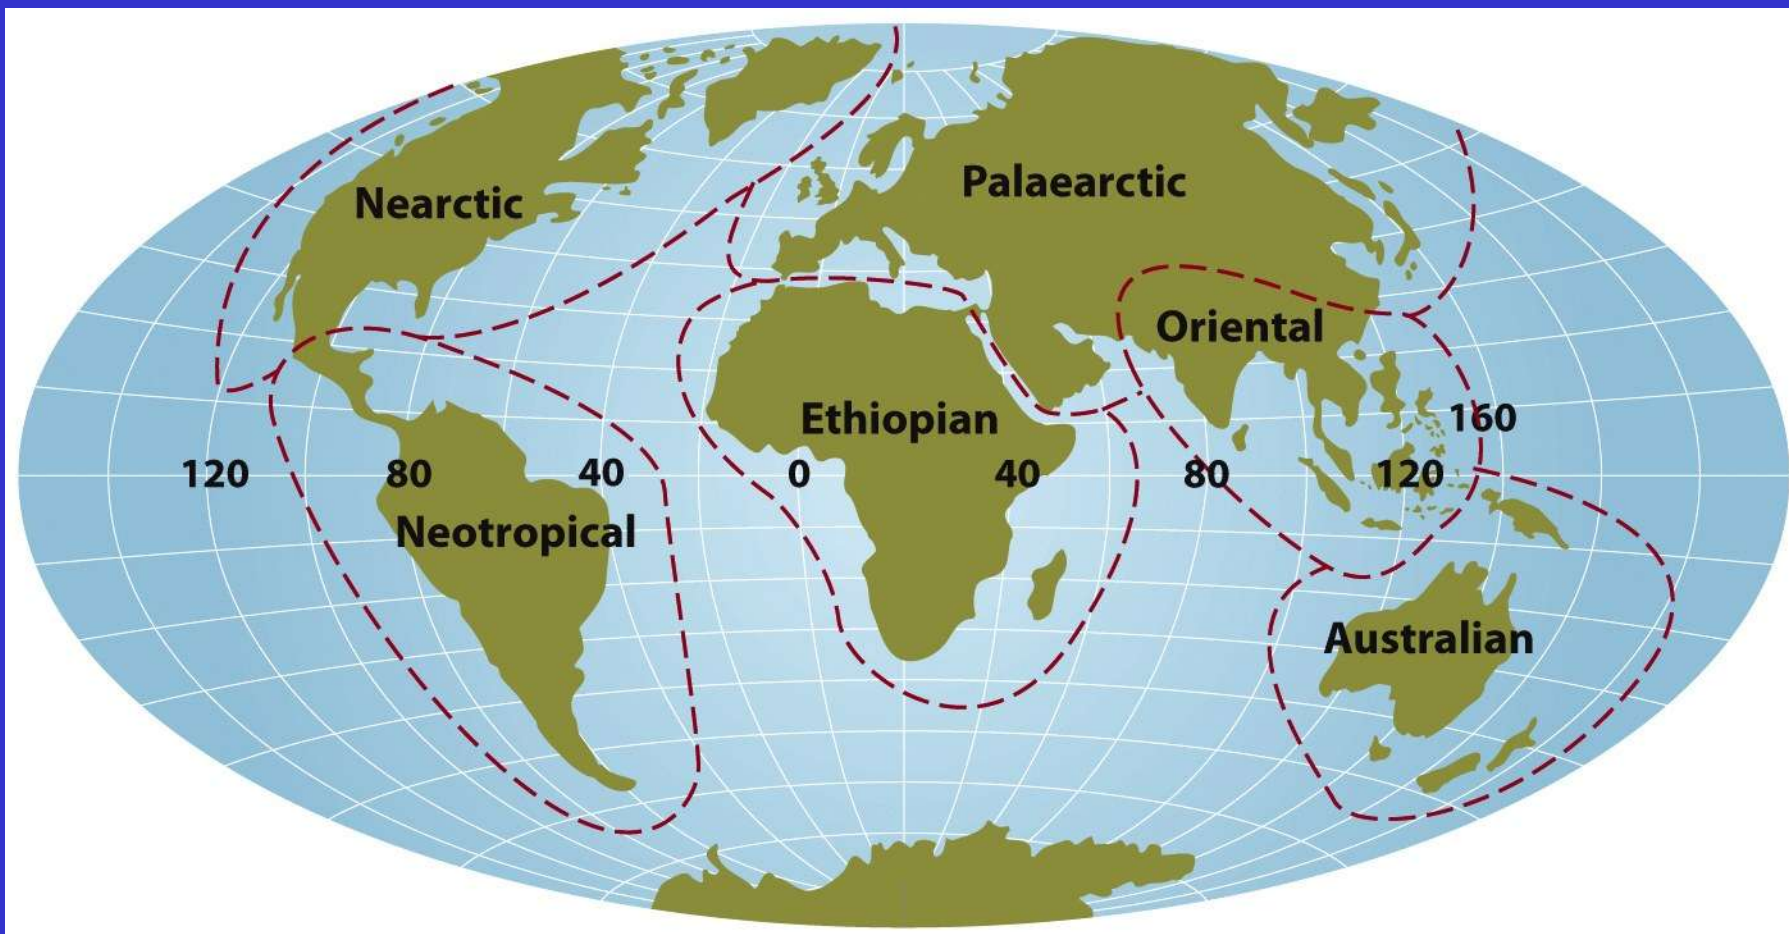 Nearctic
Palaearctic
Oriental
Ethiopian
160
120
80
40
0
40
80
120
Neotropical
Australian